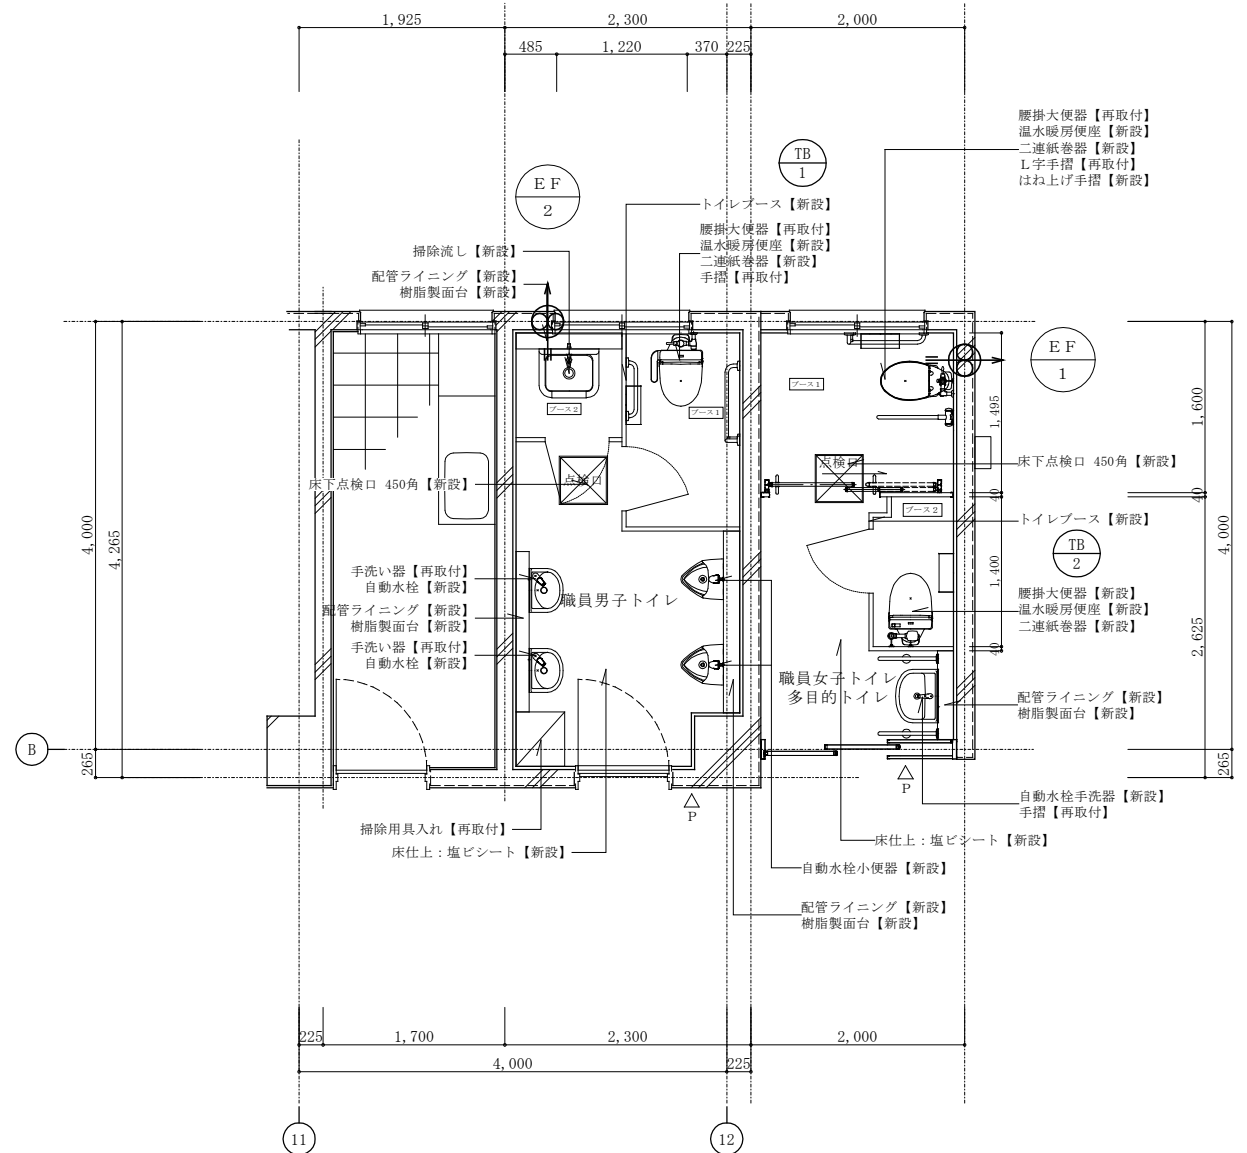 1,925
2,300
2,000
485
1,220
370
225
腰掛大便器【再取付】
温水暖房便座【新設】
二連紙巻器【新設】
Ｌ字手摺【再取付】
はね上げ手摺【新設】
TB
1
EF
2
トイレブース【新設】
腰掛大便器【再取付】
温水暖房便座【新設】
二連紙巻器【新設】
手摺【再取付】
掃除流し【新設】
配管ライニング【新設】
樹脂製面台【新設】
EF
1
ブース1
ブース2
ブース1
1,495
1,600
点検口
床下点検口 450角【新設】
床下点検口 450角【新設】
点検口
40
40
ブース2
トイレブース【新設】
TB
2
4,000
4,265
4,000
1,400
手洗い器【再取付】
自動水栓【新設】
配管ライニング【新設】
樹脂製面台【新設】
手洗い器【再取付】
自動水栓【新設】
職員男子トイレ
腰掛大便器【新設】
温水暖房便座【新設】
二連紙巻器【新設】
2,625
40
職員女子トイレ
多目的トイレ
配管ライニング【新設】
樹脂製面台【新設】
B
265
265
P
P
自動水栓手洗器【新設】
手摺【再取付】
掃除用具入れ【再取付】
床仕上：塩ビシート【新設】
床仕上：塩ビシート【新設】
自動水栓小便器【新設】
配管ライニング【新設】
樹脂製面台【新設】
225
1,700
2,300
2,000
4,000
225
11
12